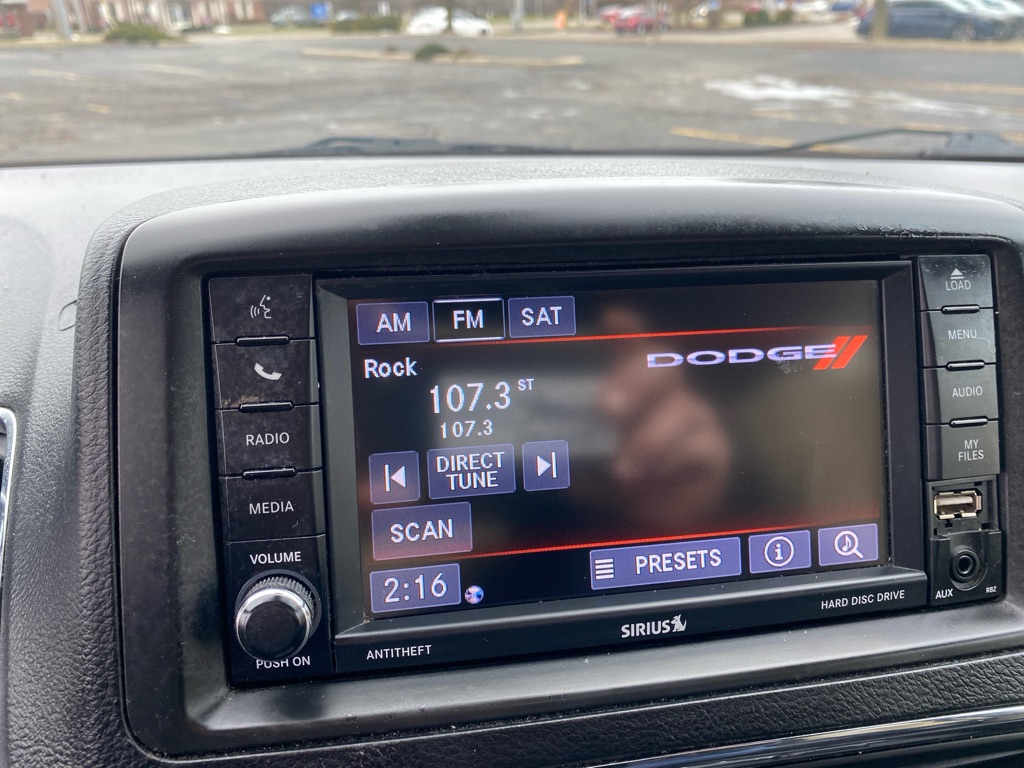 AM FM SAT
Rock
DODGE
107.3 ST
107.3
DIRECT
TUNE
SCAN
2:16
PRESETS
i
RADIO
MEDIA
VOLUME
PUSH ON
ANTITHEFT
SIRIUS
HARD DISC DRIVE
LOAD
MENU
AUDIO
MY
FILES
AUX
RBZ